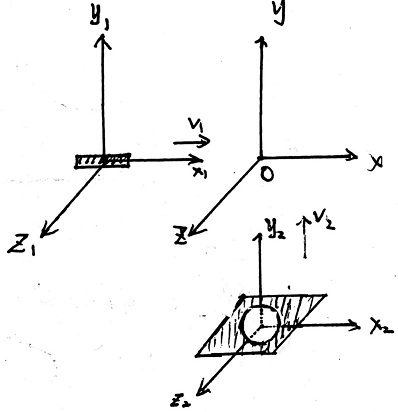 y₁
y
v₁
x₁
O
x
z₁
z
y₂
v₂
x₂
z₂